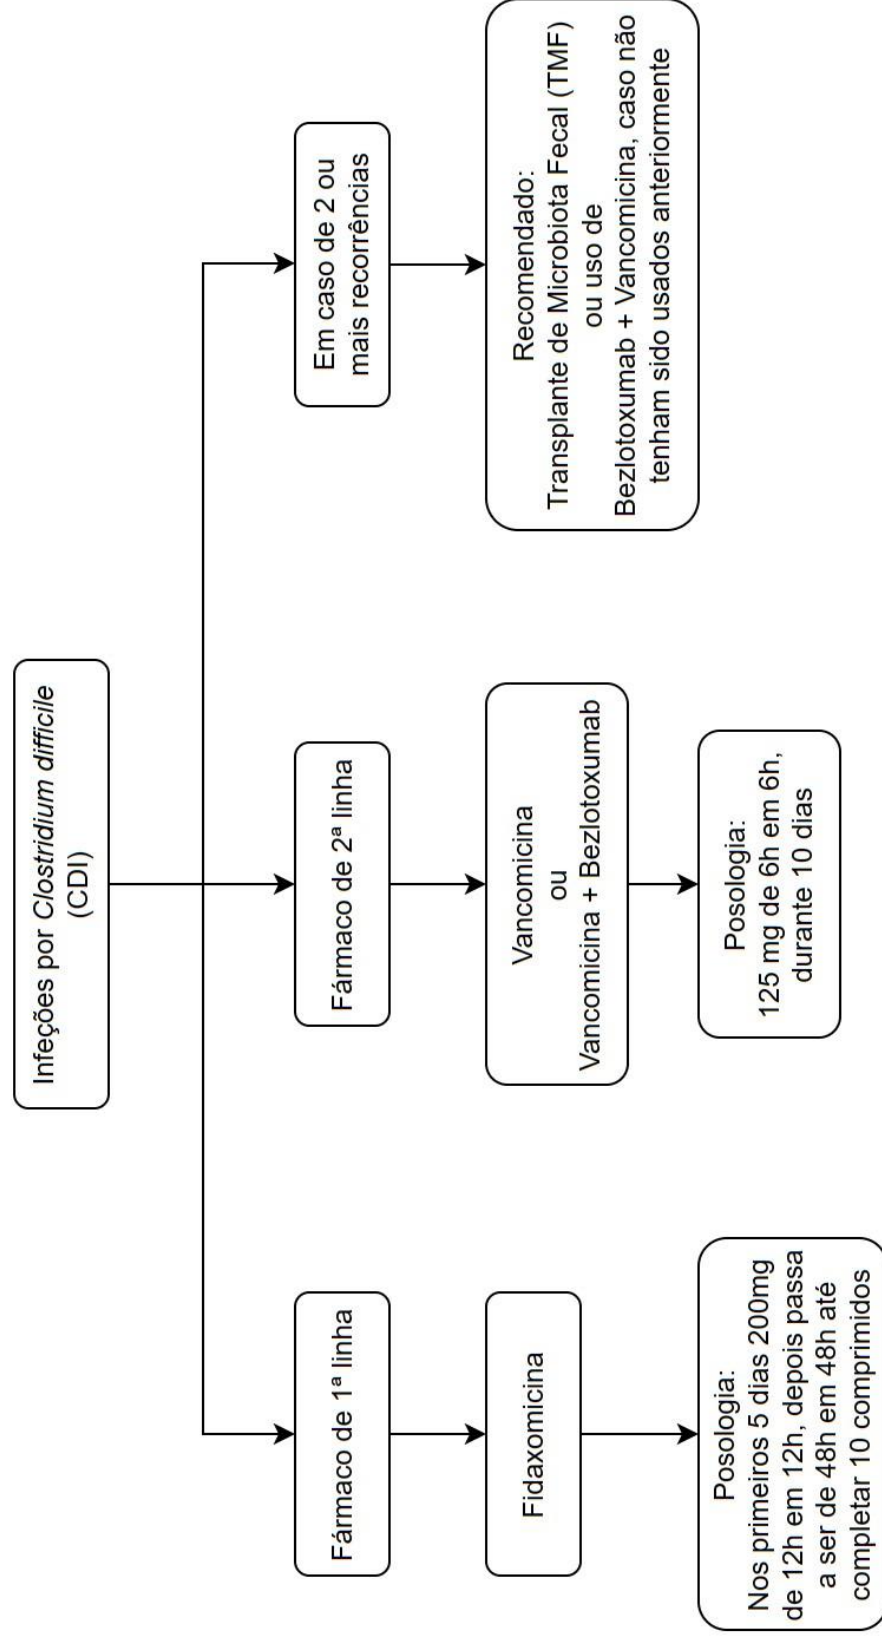 Infeções por Clostridium difficile
(CDI)
Fármaco de 1ª linha
Fidaxomicina
Posologia:
Nos primeiros 5 dias 200mg
de 12h em 12h, depois passa
a ser de 48h em 48h até
completar 10 comprimidos
Fármaco de 2ª linha
Vancomicina
ou
Vancomicina + Bezlotoxumab
Posologia:
125 mg de 6h em 6h,
durante 10 dias
Em caso de 2 ou
mais recorrências
Recomendado:
Transplante de Microbiota Fecal (TMF)
ou uso de
Bezlotoxumab + Vancomicina, caso não
tenham sido usados anteriormente